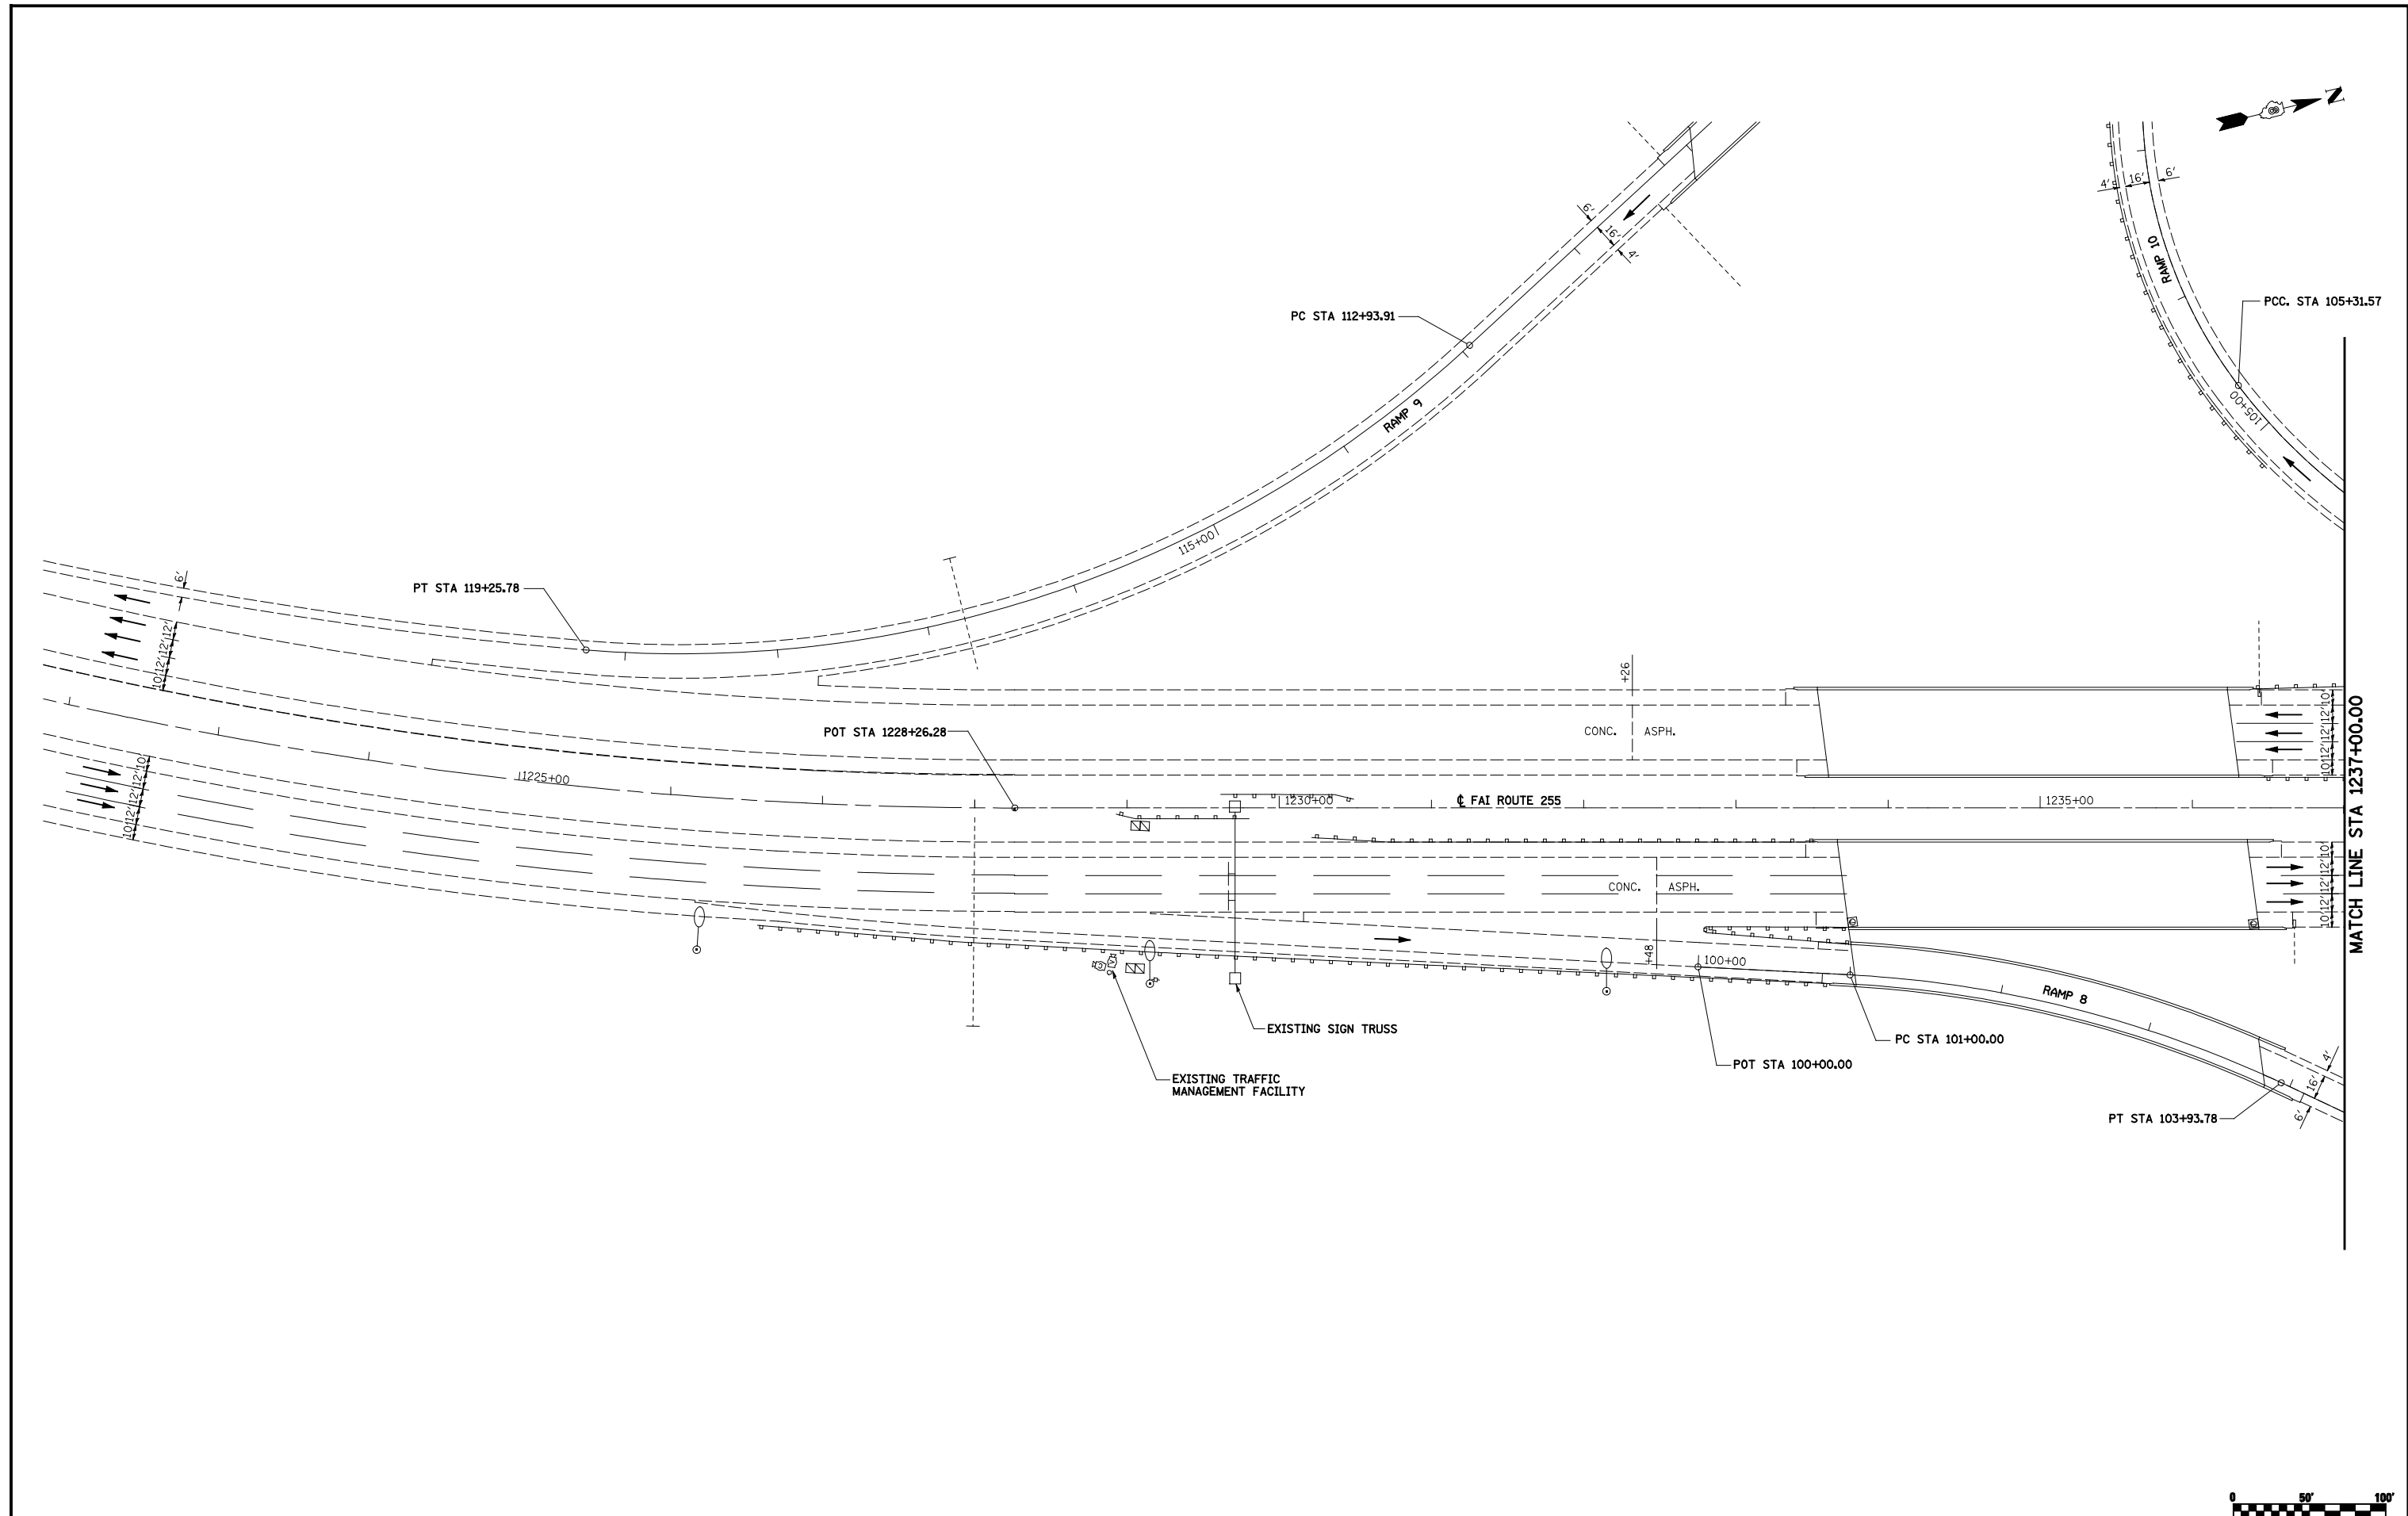 N
4' 16' 6'
RAMP 10
PCC. STA 105+31.57
105+00
6'
16'
4'
PC STA 112+93.91
RAMP 9
115+00
PT STA 119+25.78
6'
10' 12' 12' 12'
POT STA 1228+26.28
1225+00
10' 12' 12' 12' 10'
+26
CONC. ASPH.
1230+00
℄ FAI ROUTE 255
1235+00
10' 12' 12' 12' 10'
MATCH LINE STA 1237+00.00
CONC. ASPH.
10' 12' 12' 12' 10'
+48
100+00
RAMP 8
EXISTING SIGN TRUSS
PC STA 101+00.00
POT STA 100+00.00
EXISTING TRAFFIC
MANAGEMENT FACILITY
4'
16'
6'
PT STA 103+93.78
0 50' 100'